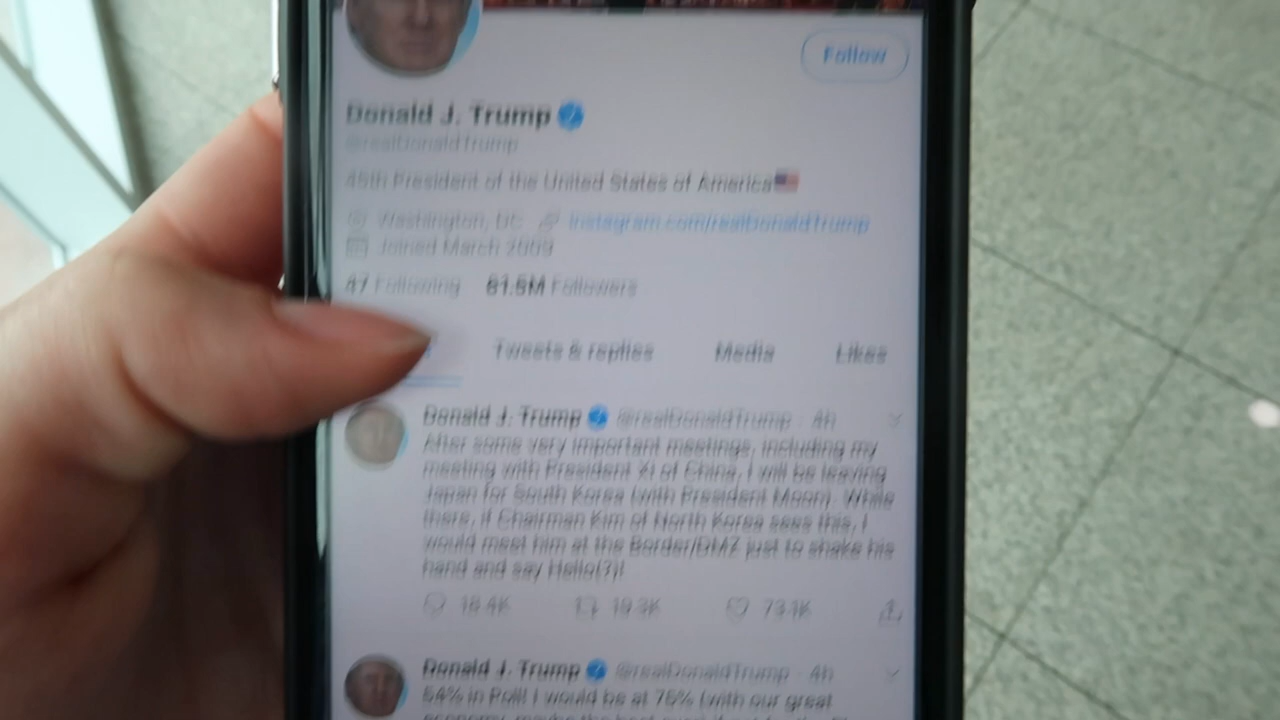 Follow
Donald J. Trump
@realDonaldTrump
45th President of the United States of America
Washington, DC instagram.com/realDonaldTrump
Joined March 2009
47 Following 61.5M Followers
Tweets & replies Media Likes
Donald J. Trump @realDonaldTrump · 4h
After some very important meetings, including my
meeting with President Xi of China, I will be leaving
Japan for South Korea (with President Moon). While
there, if Chairman Kim of North Korea sees this, I
would meet him at the Border/DMZ just to shake his
hand and say Hello(?)!
18.4K 19.3K 73.1K
Donald J. Trump @realDonaldTrump · 4h
54% in Poll! I would be at 75% (with our great